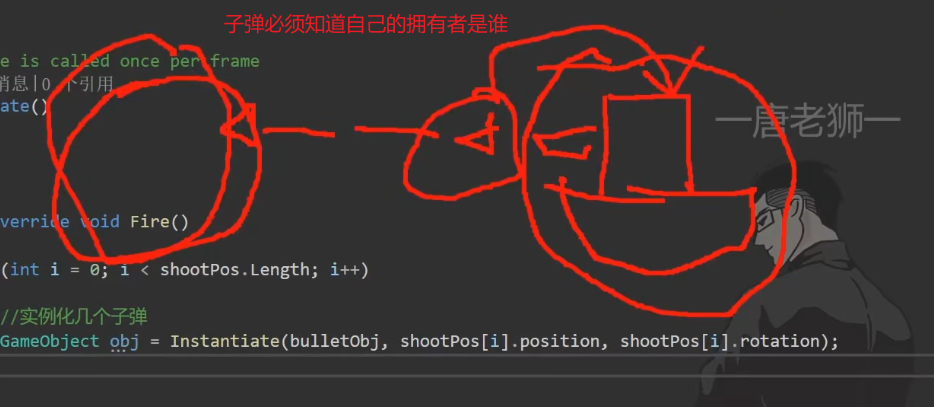 子弹必须知道自己的拥有者是谁
e is called once per frame
消息|0 个引用
ate()
—唐老狮—
verride void Fire()
(int i = 0; i < shootPos.Length; i++)
//实例化几个子弹
GameObject obj = Instantiate(bulletObj, shootPos[i].position, shootPos[i].rotation);